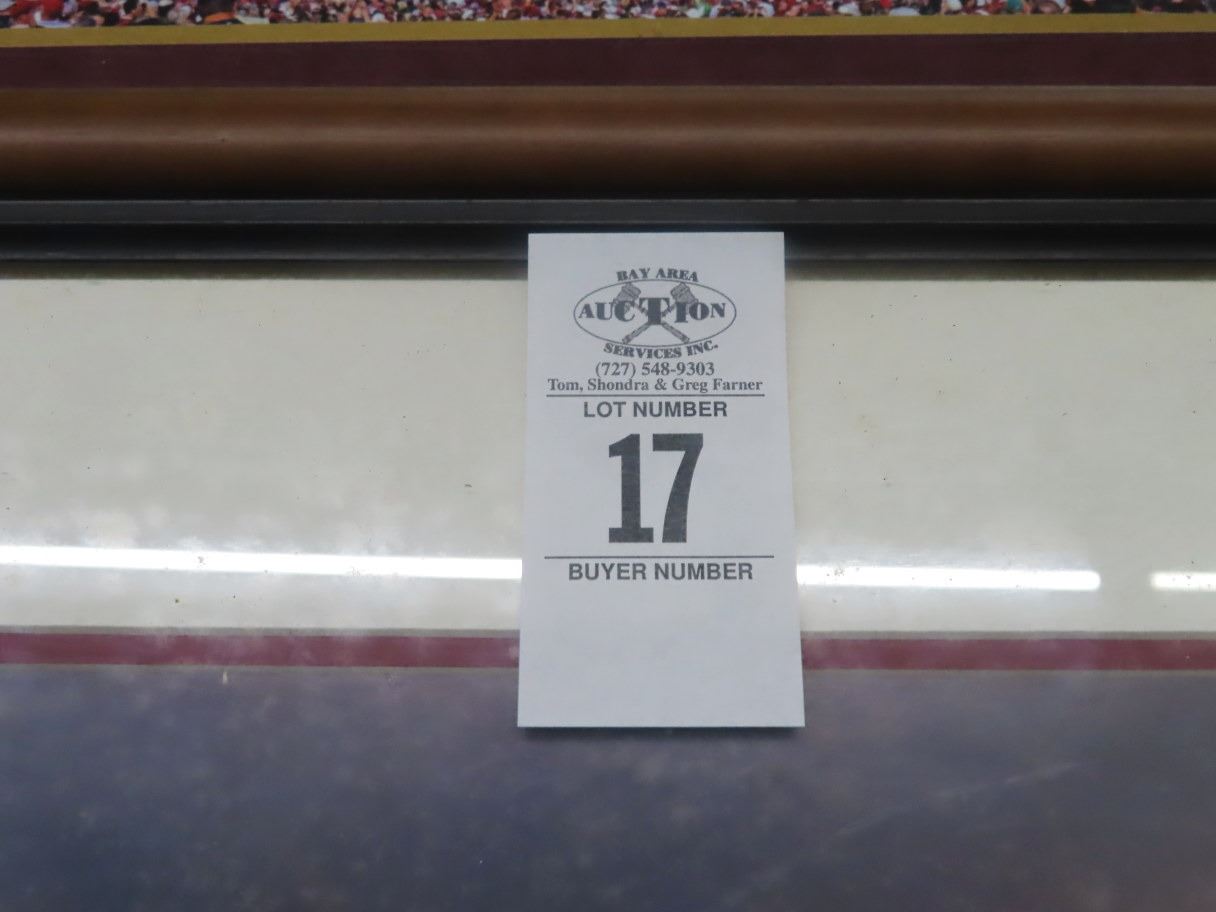 BAY AREA
AUCTION
SERVICES INC.
(727) 548-9303
Tom, Shondra & Greg Farner
LOT NUMBER
17
BUYER NUMBER